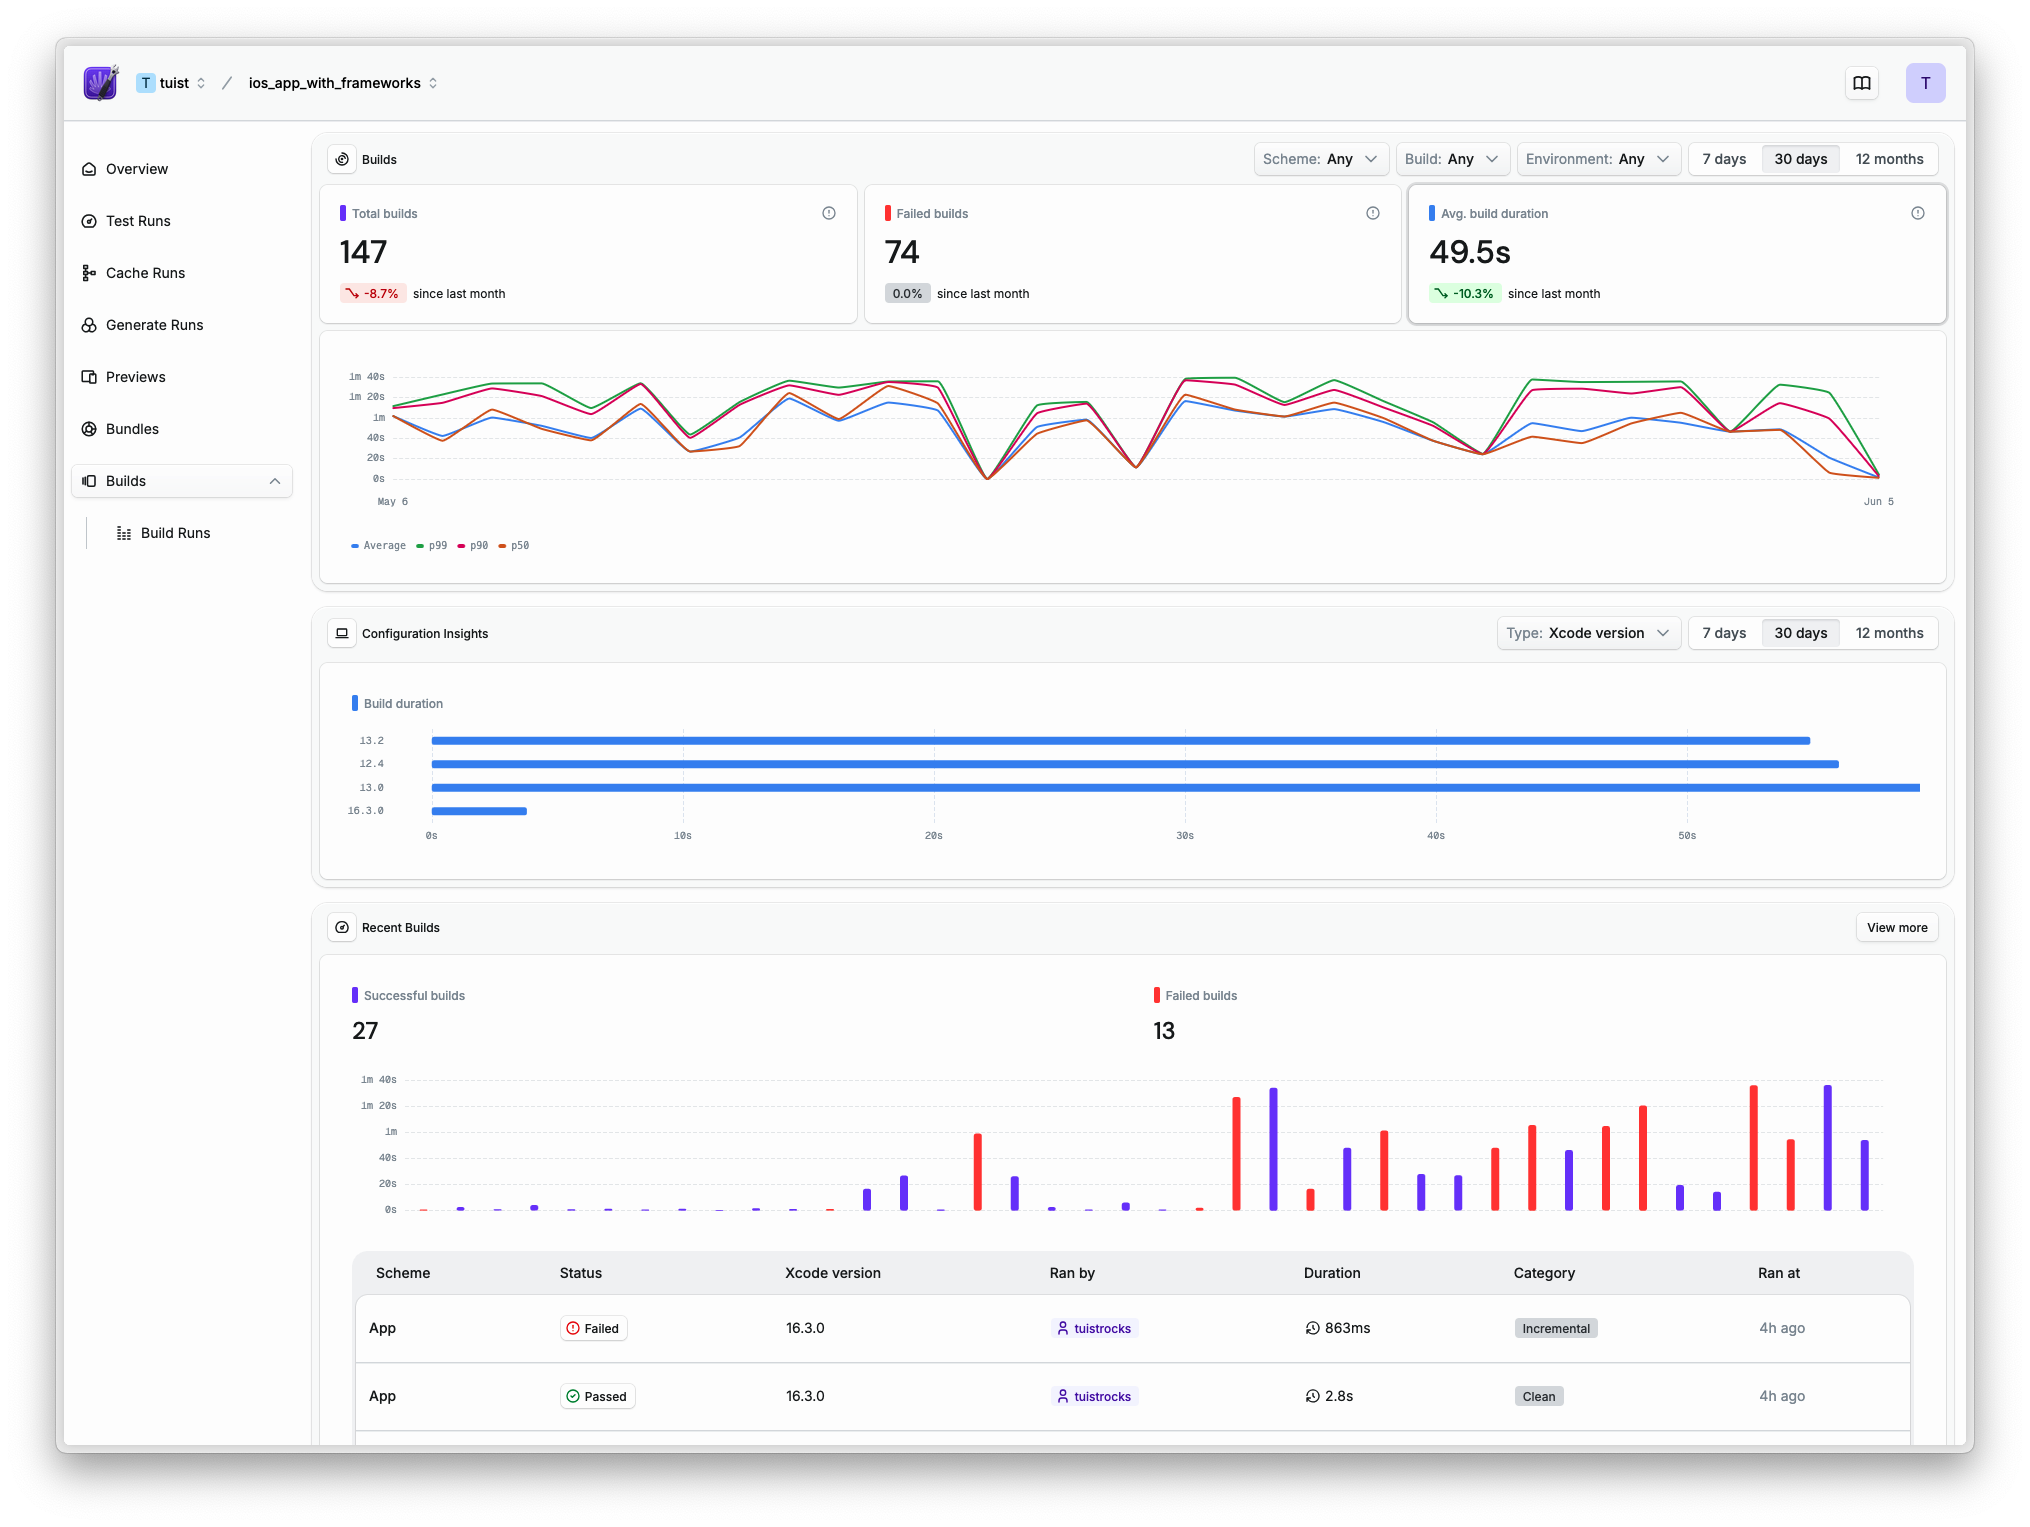 T tuist / ios_app_with_frameworks
T
Overview
Test Runs
Cache Runs
Generate Runs
Previews
Bundles
Builds
Build Runs
Builds
Scheme: Any
Build: Any
Environment: Any
7 days
30 days
12 months
Total builds
147
-8.7% since last month
Failed builds
74
0.0% since last month
Avg. build duration
49.5s
-10.3% since last month
1m 40s
1m 20s
1m
40s
20s
0s
May 6
Jun 5
Average p99 p90 p50
Configuration Insights
Type: Xcode version
7 days
30 days
12 months
Build duration
13.2
12.4
13.0
16.3.0
0s 10s 20s 30s 40s 50s
Recent Builds
View more
Successful builds
27
Failed builds
13
1m 40s
1m 20s
1m
40s
20s
0s
Scheme Status Xcode version Ran by Duration Category Ran at
App Failed 16.3.0 tuistrocks 863ms Incremental 4h ago
App Passed 16.3.0 tuistrocks 2.8s Clean 4h ago